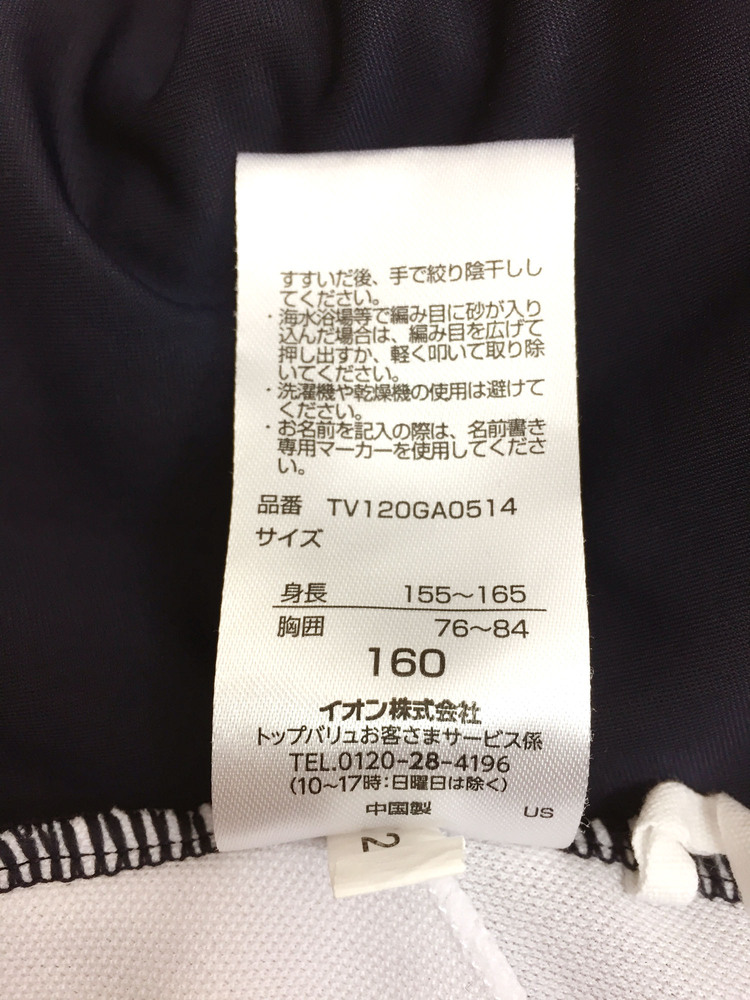 すすいだ後、手で絞り陰干しし
てください。
・海水浴場等で編み目に砂が入り
込んだ場合は、編み目を広げて
押し出すか、軽く叩いて取り除
いてください。
・洗濯機や乾燥機の使用は避けて
ください。
・お名前を記入の際は、名前書き
専用マーカーを使用してくださ
い。
品番 TV120GA0514
サイズ
身長 155〜165
胸囲 76〜84
160
イオン株式会社
トップバリュお客さまサービス係
TEL.0120-28-4196
(10〜17時:日曜日は除く)
中国製 US
2